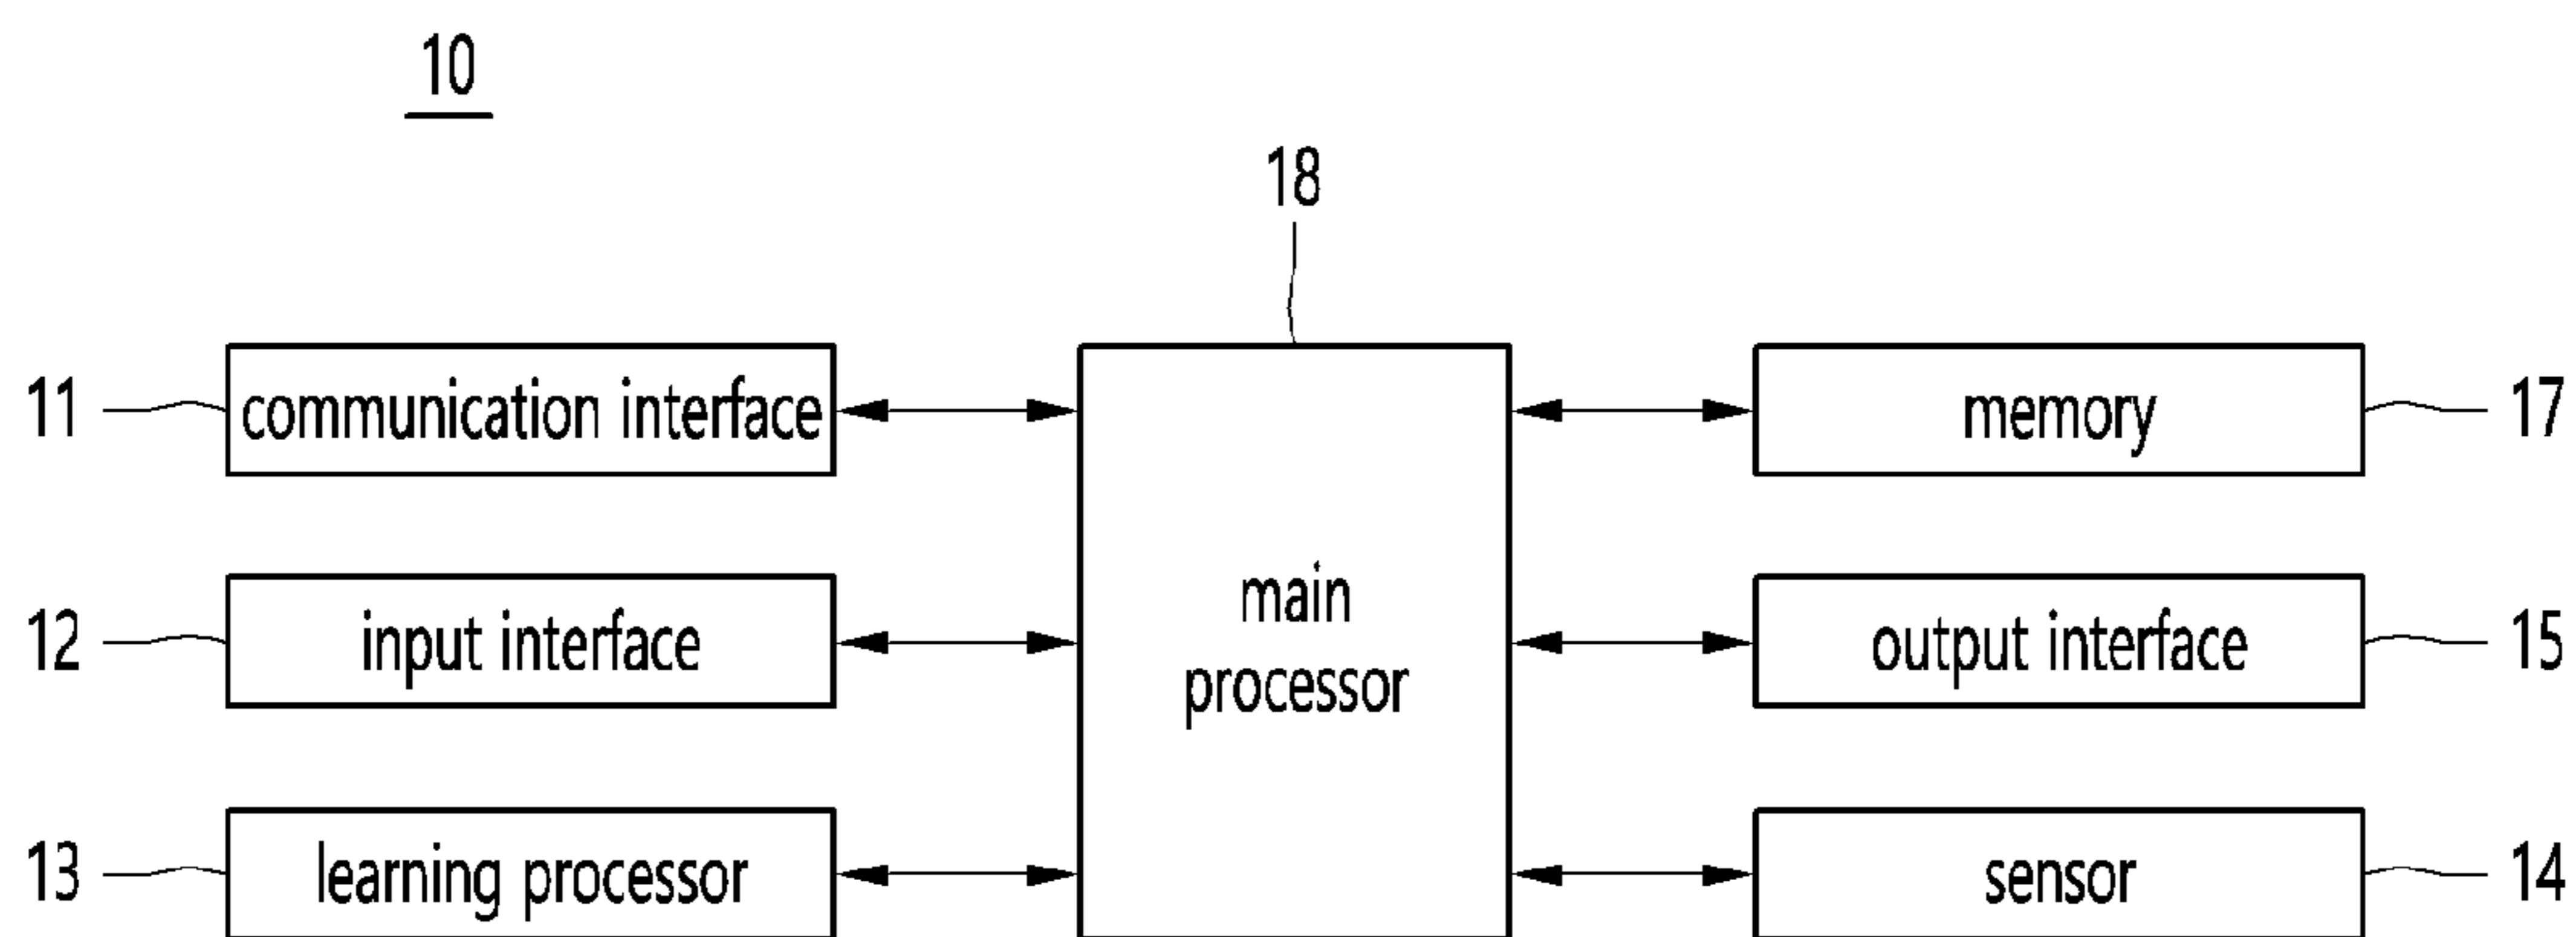 10
18
11 communication interface
memory 17
12 input interface
main
processor
output interface 15
13 learning processor
sensor 14